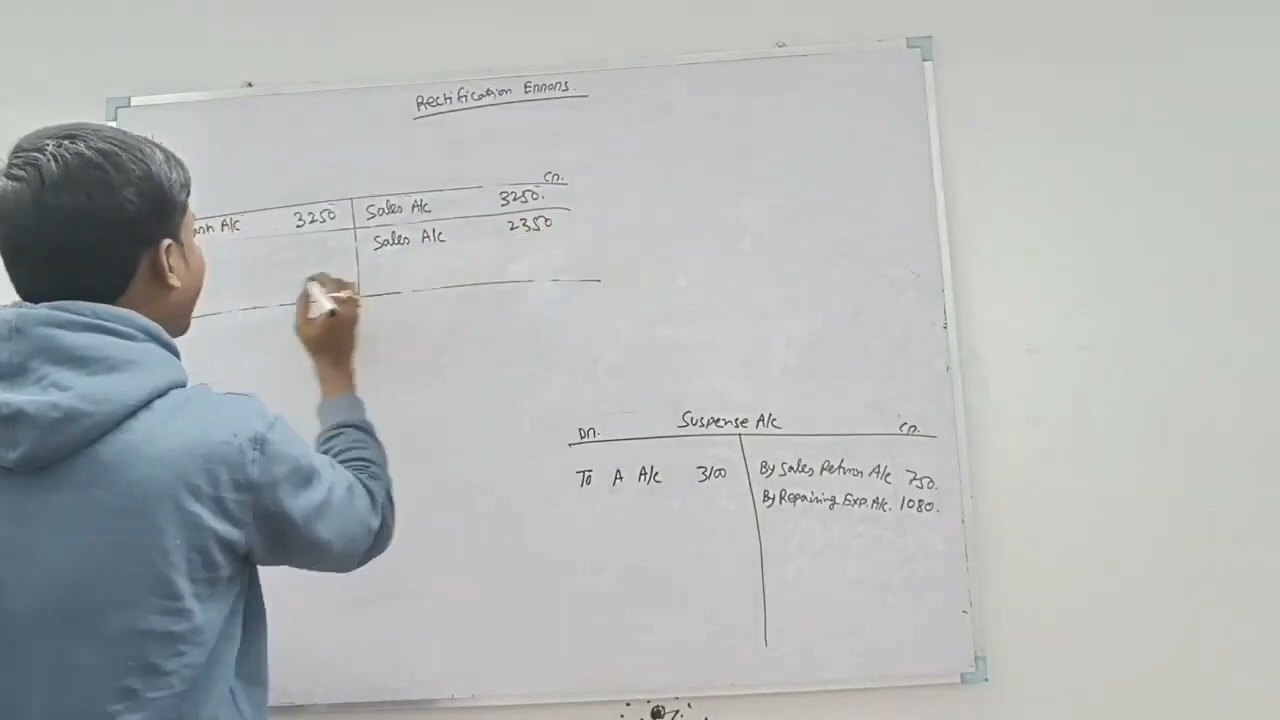 Rectification Errors.
Cr.
A/c 3250 Sales A/c 3250.
Sales A/c 2350
Dr. Suspense A/c Cr.
To A A/c 3100 By Sales Return A/c 750.
By Repairing Exp. A/c. 1080.